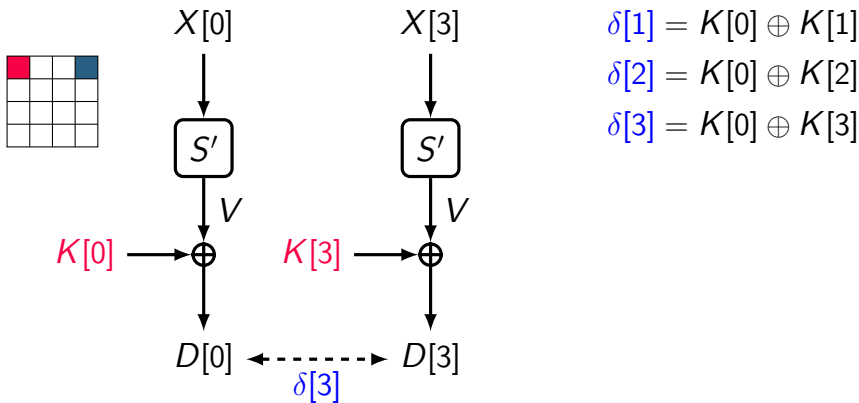 X[0] X[3] δ[1] = K[0] ⊕ K[1]
δ[2] = K[0] ⊕ K[2]
δ[3] = K[0] ⊕ K[3]
S′ S′
V V
K[0] K[3]
D[0] D[3]
δ[3]